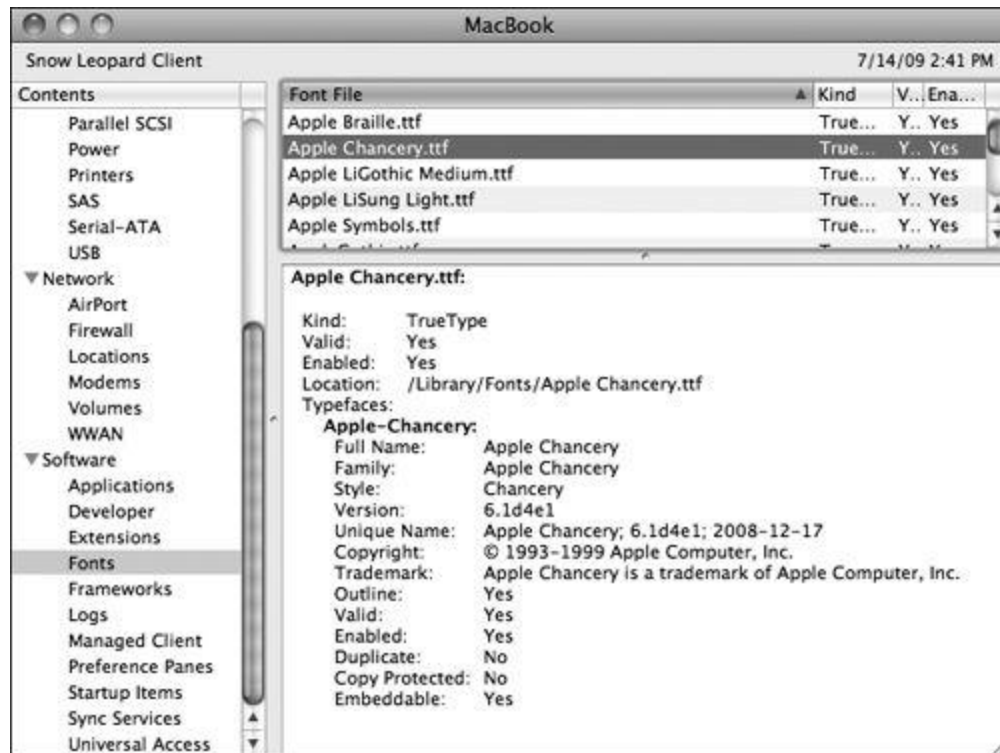 MacBook
Snow Leopard Client
7/14/09 2:41 PM
Contents
Parallel SCSI
Power
Printers
SAS
Serial-ATA
USB
Network
AirPort
Firewall
Locations
Modems
Volumes
WWAN
Software
Applications
Developer
Extensions
Fonts
Frameworks
Logs
Managed Client
Preference Panes
Startup Items
Sync Services
Universal Access
Font File Kind V... Ena...
Apple Braille.ttf True... Y.. Yes
Apple Chancery.ttf True... Y.. Yes
Apple LiGothic Medium.ttf True... Y.. Yes
Apple LiSung Light.ttf True... Y.. Yes
Apple Symbols.ttf True... Y.. Yes
Apple Chancery.ttf:
Kind: TrueType
Valid: Yes
Enabled: Yes
Location: /Library/Fonts/Apple Chancery.ttf
Typefaces:
Apple-Chancery:
Full Name: Apple Chancery
Family: Apple Chancery
Style: Chancery
Version: 6.1d4e1
Unique Name: Apple Chancery; 6.1d4e1; 2008-12-17
Copyright: © 1993-1999 Apple Computer, Inc.
Trademark: Apple Chancery is a trademark of Apple Computer, Inc.
Outline: Yes
Valid: Yes
Enabled: Yes
Duplicate: No
Copy Protected: No
Embeddable: Yes